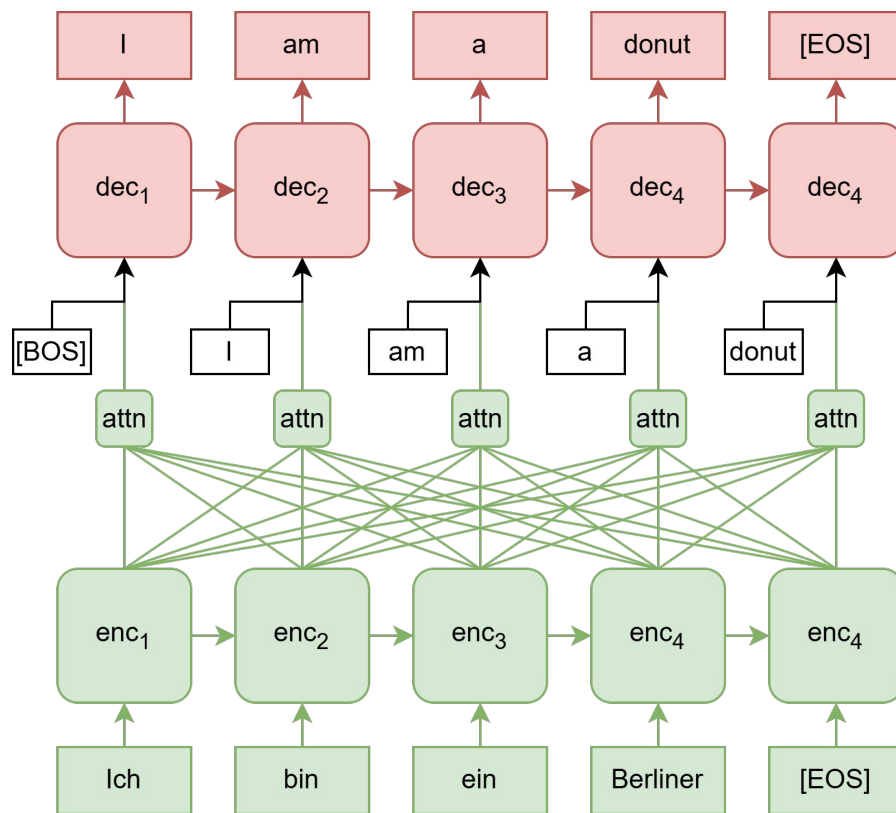 I am a donut [EOS]
dec₁ dec₂ dec₃ dec₄ dec₄
[BOS] I am a donut
attn attn attn attn attn
enc₁ enc₂ enc₃ enc₄ enc₄
Ich bin ein Berliner [EOS]